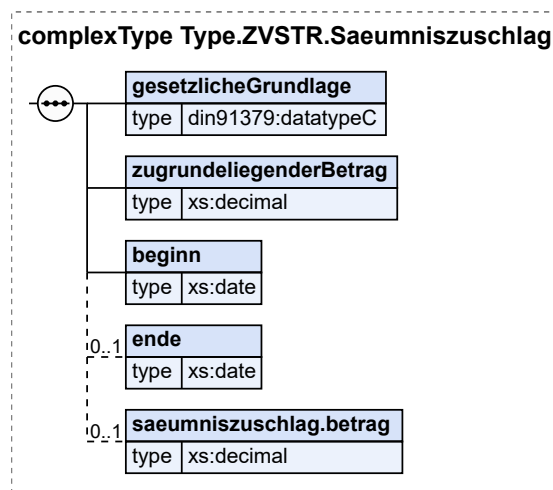 complexType Type.ZVSTR.Saeumniszuschlag
gesetzlicheGrundlage
type din91379:datatypeC
zugrundeliegenderBetrag
type xs:decimal
beginn
type xs:date
0..1 ende
type xs:date
0..1 saeumniszuschlag.betrag
type xs:decimal